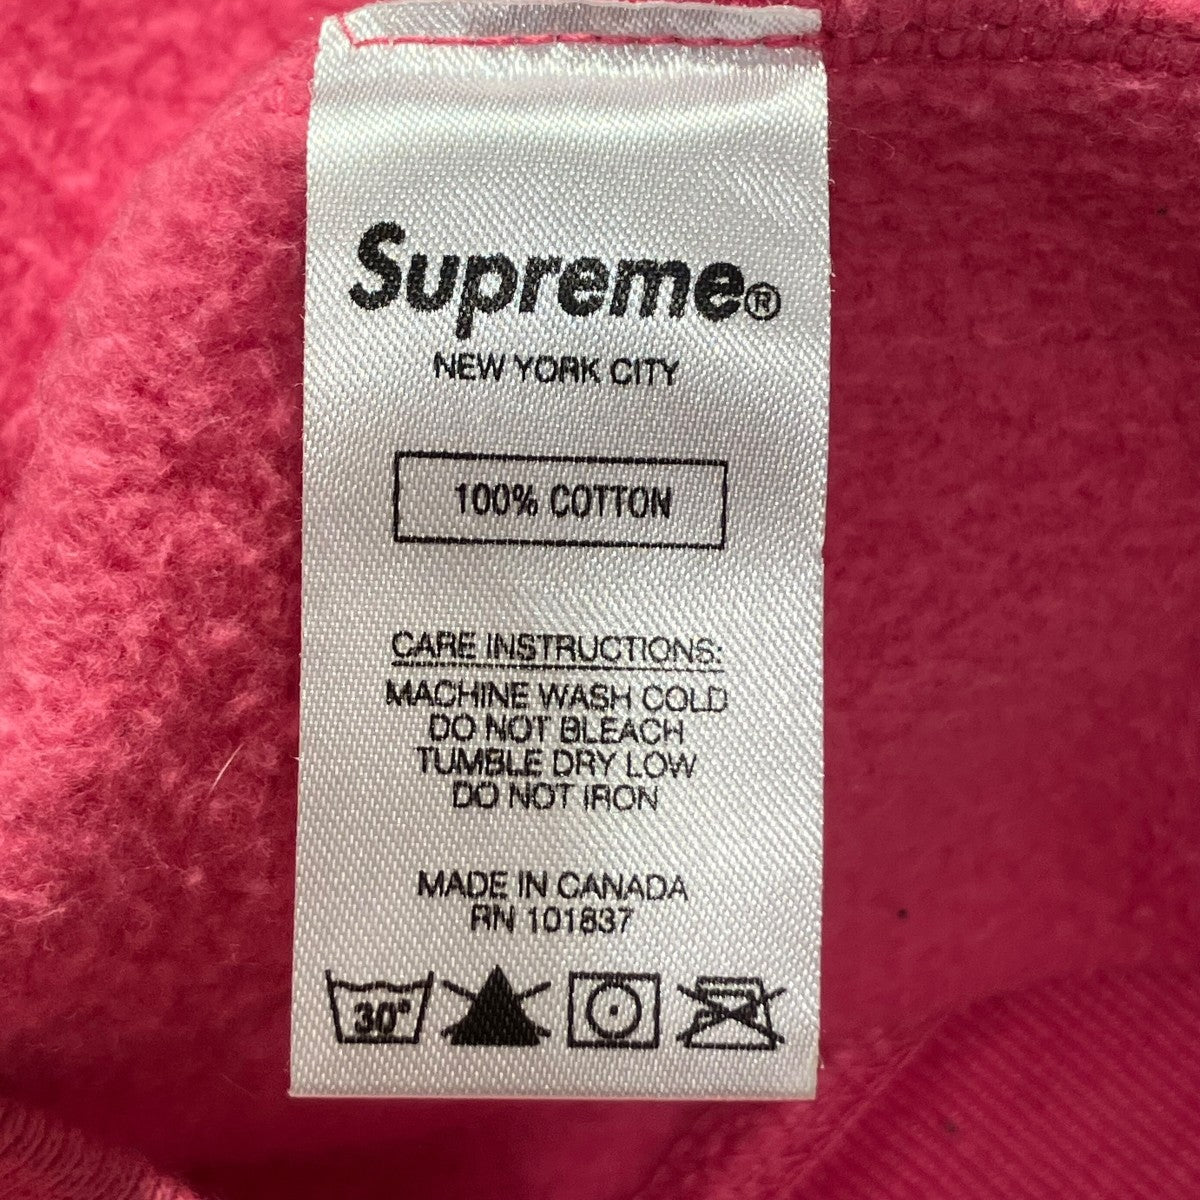 Supreme®
NEW YORK CITY
100% COTTON
CARE INSTRUCTIONS:
MACHINE WASH COLD
DO NOT BLEACH
TUMBLE DRY LOW
DO NOT IRON
MADE IN CANADA
RN 101837
30°